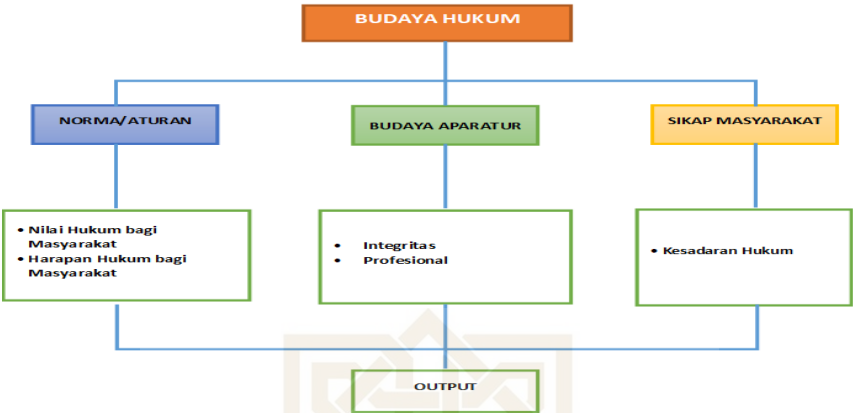 BUDAYA HUKUM
NORMA/ATURAN
BUDAYA APARATUR
SIKAP MASYARAKAT
• Nilai Hukum bagi
Masyarakat
• Harapan Hukum bagi
Masyarakat
• Integritas
• Profesional
• Kesadaran Hukum
OUTPUT